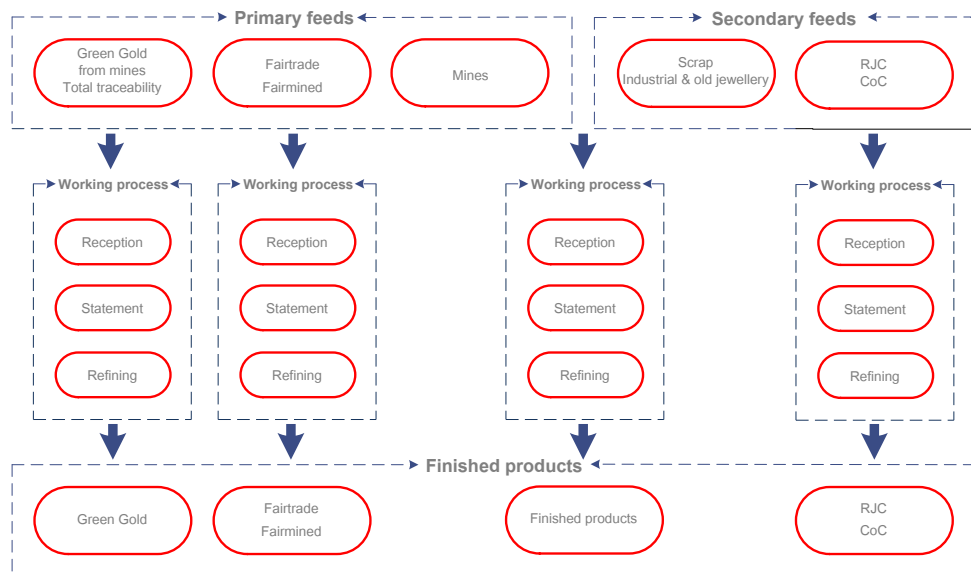 Primary feeds
Secondary feeds
Green Gold
from mines
Total traceability
Fairtrade
Fairmined
Mines
Scrap
Industrial & old jewellery
RJC
CoC
Working process
Working process
Working process
Working process
Reception
Reception
Reception
Reception
Statement
Statement
Statement
Statement
Refining
Refining
Refining
Refining
Finished products
Green Gold
Fairtrade
Fairmined
Finished products
RJC
CoC